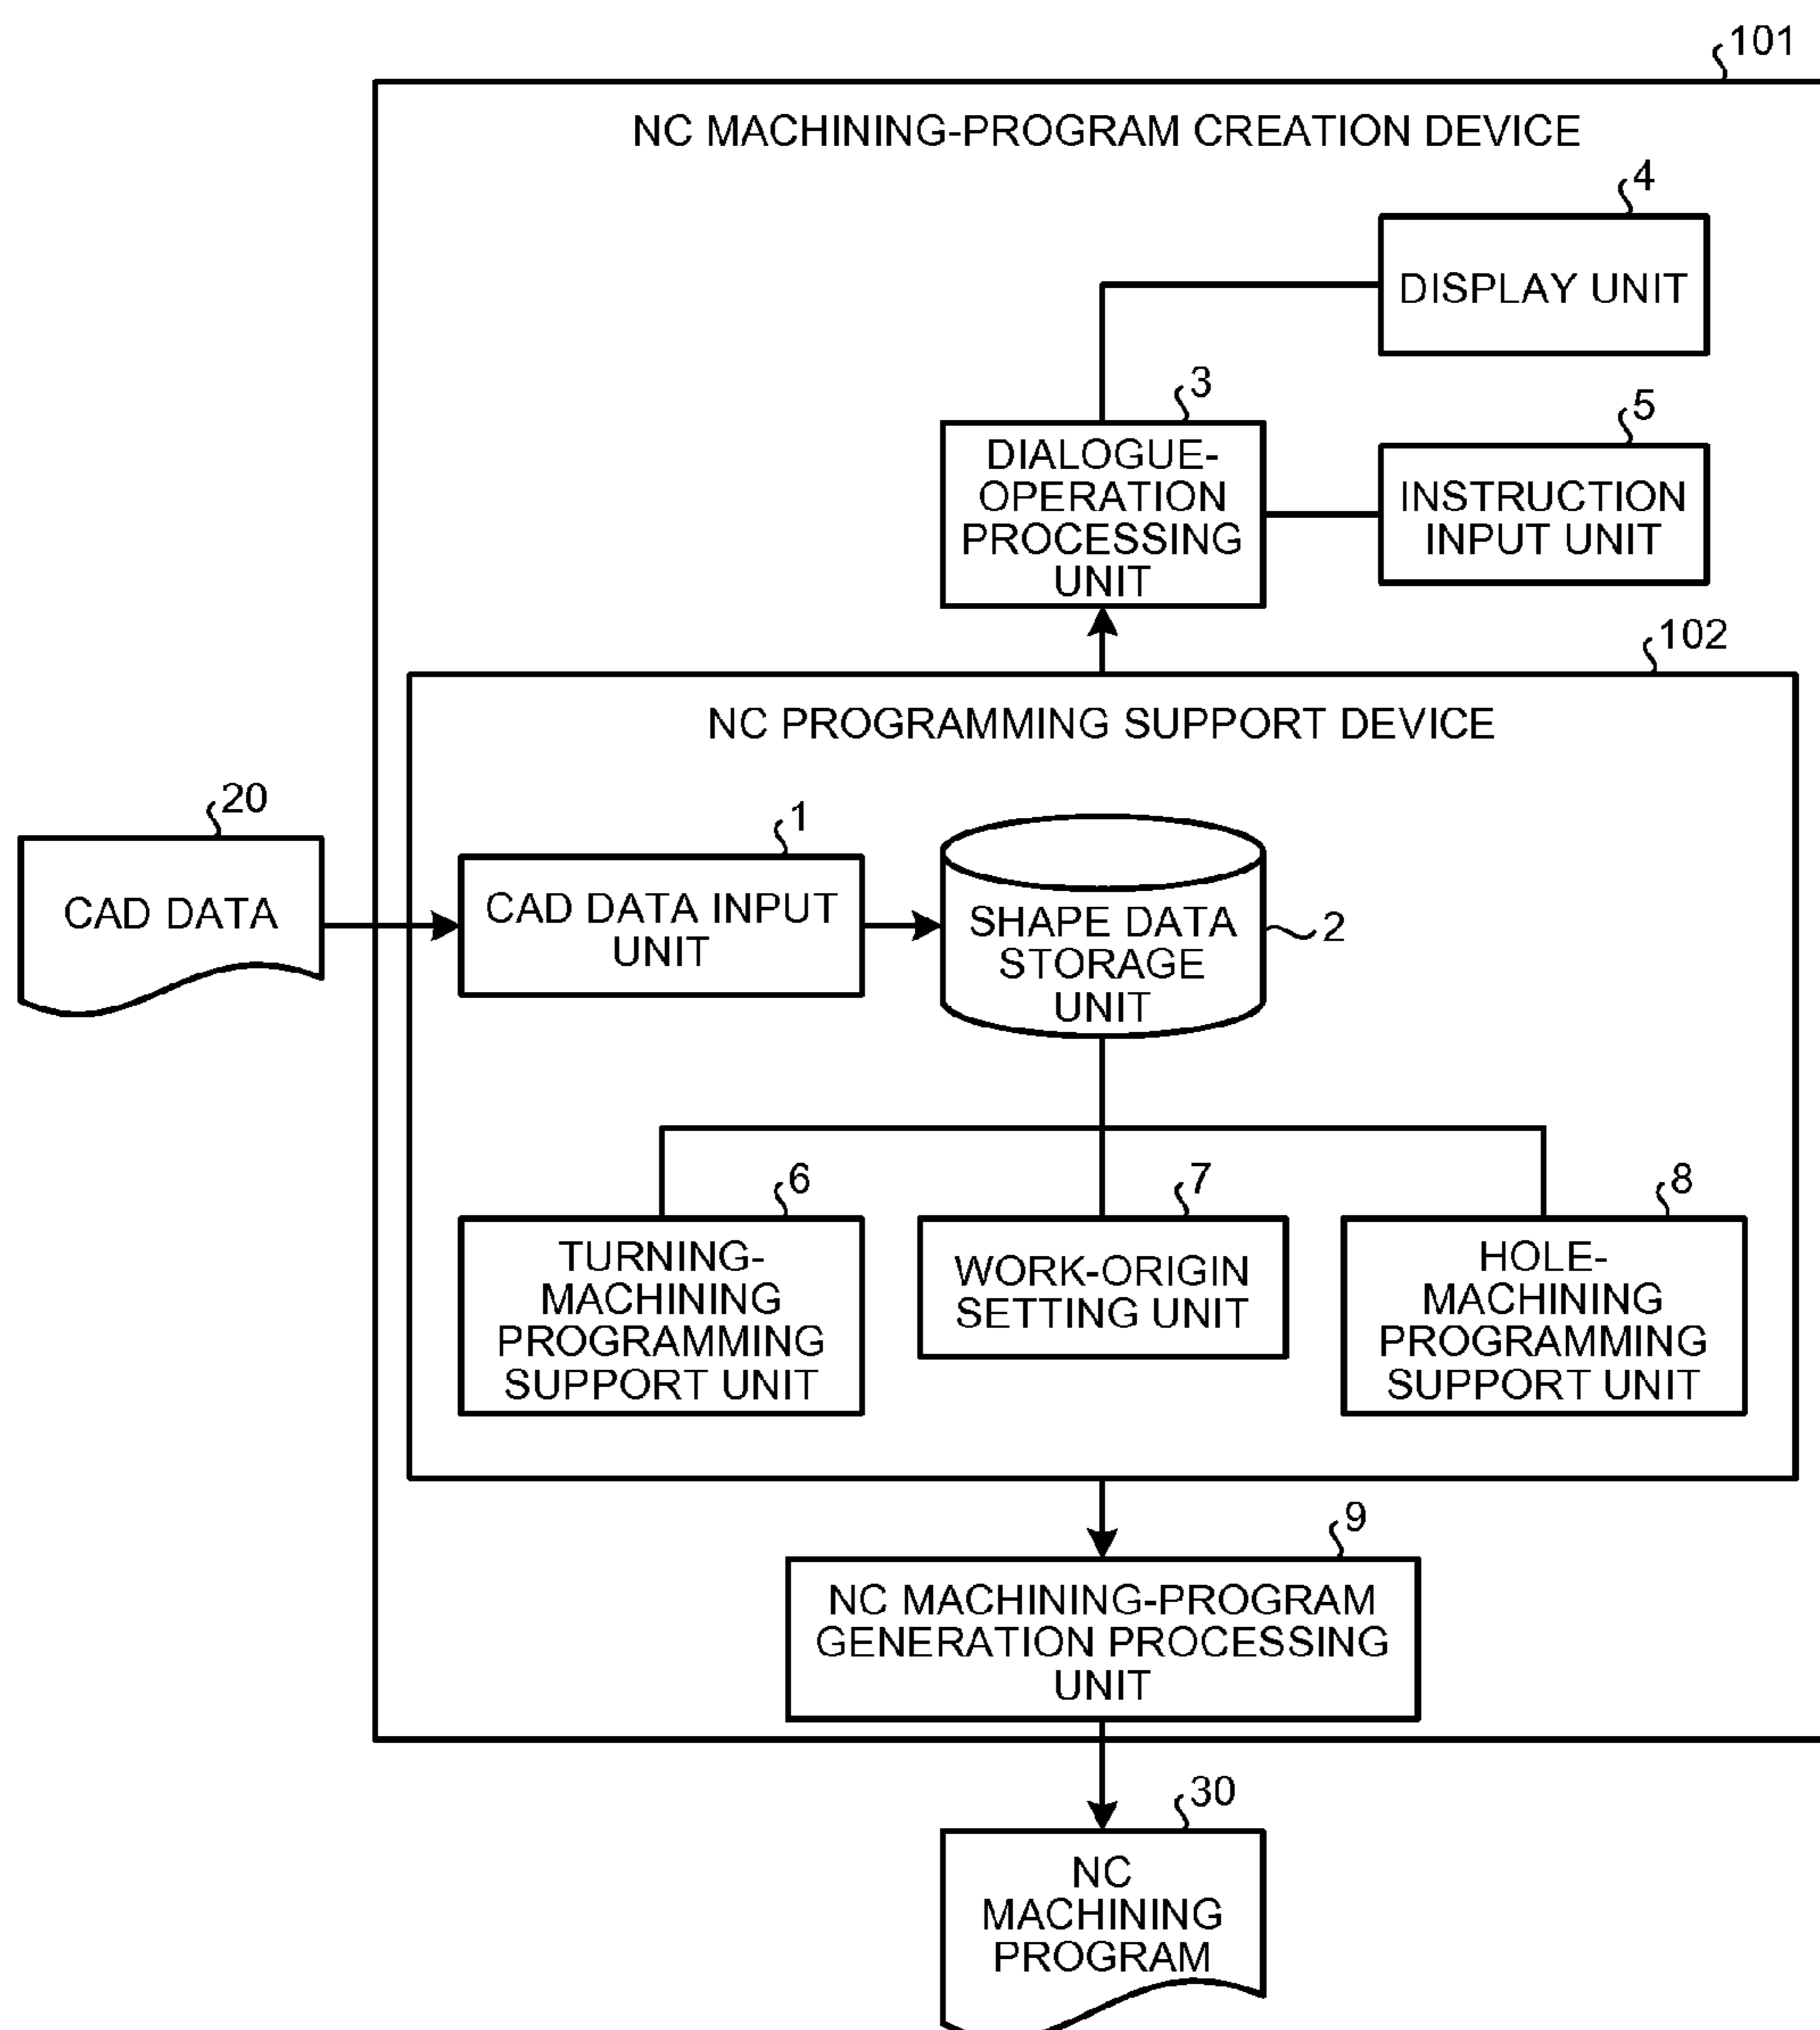 101
NC MACHINING-PROGRAM CREATION DEVICE
4
DISPLAY UNIT
3
DIALOGUE-
OPERATION
PROCESSING
UNIT
5
INSTRUCTION
INPUT UNIT
102
NC PROGRAMMING SUPPORT DEVICE
20
CAD DATA
1
CAD DATA INPUT
UNIT
SHAPE DATA
STORAGE
UNIT
2
6
TURNING-
MACHINING
PROGRAMMING
SUPPORT UNIT
7
WORK-ORIGIN
SETTING UNIT
8
HOLE-
MACHINING
PROGRAMMING
SUPPORT UNIT
9
NC MACHINING-PROGRAM
GENERATION PROCESSING
UNIT
30
NC
MACHINING
PROGRAM